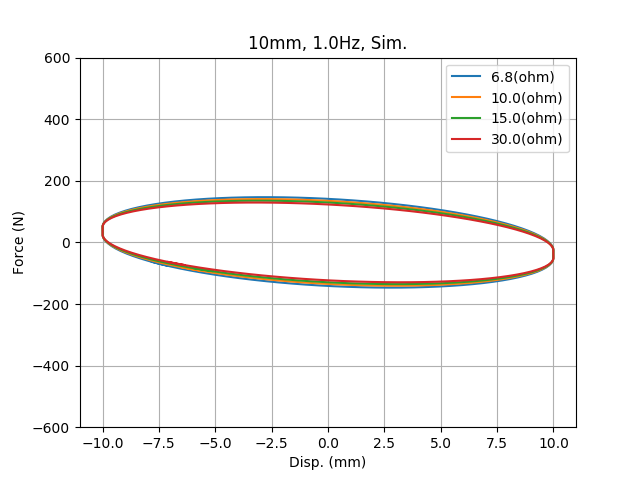 10mm, 1.0Hz, Sim.
600
400
200
0
−200
−400
−600
Force (N)
6.8(ohm)
10.0(ohm)
15.0(ohm)
30.0(ohm)
−10.0 −7.5 −5.0 −2.5 0.0 2.5 5.0 7.5 10.0
Disp. (mm)